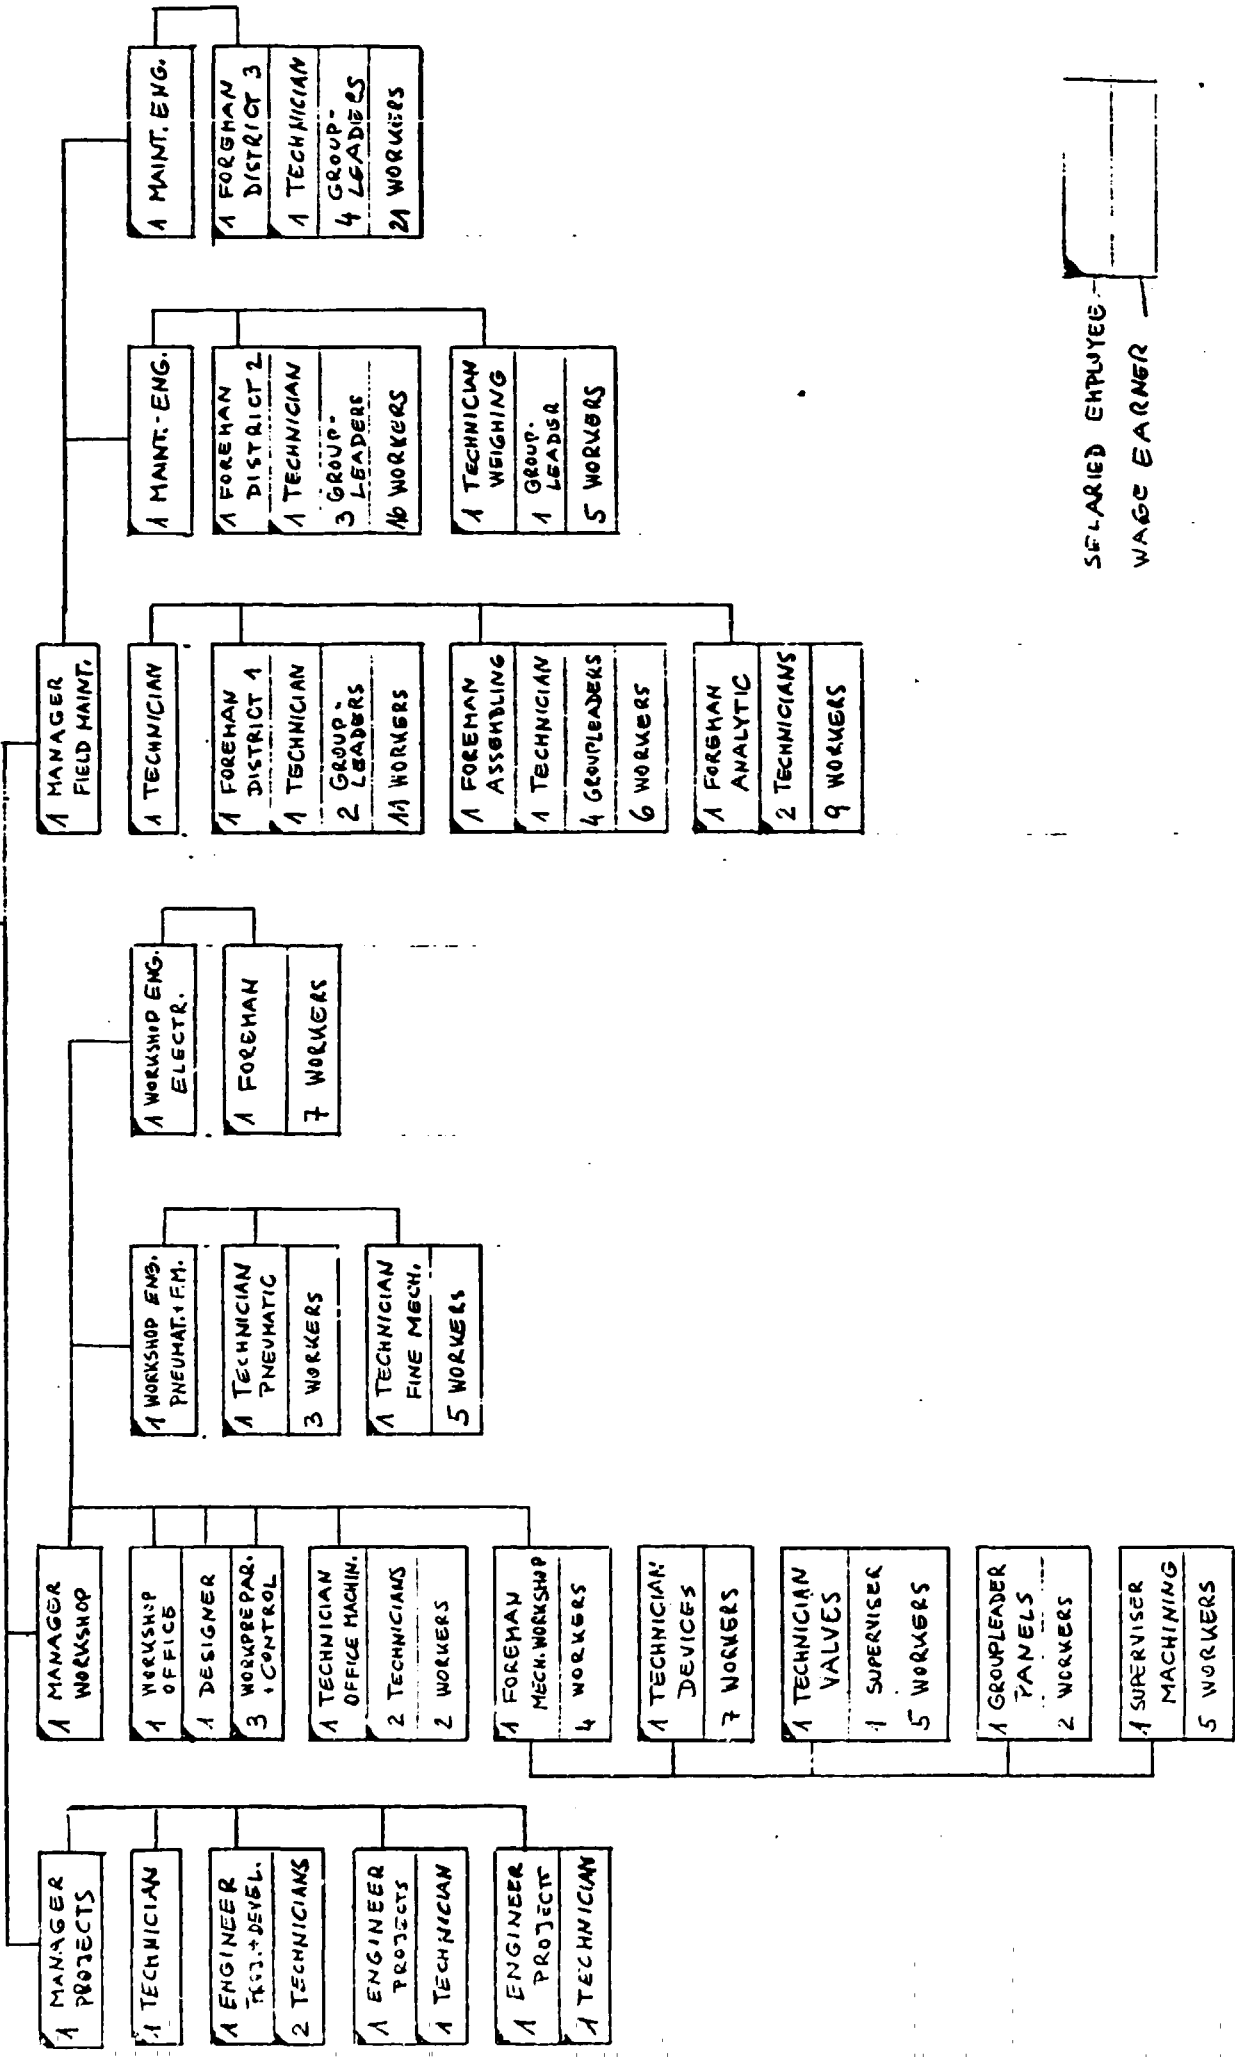 1 MANAGER
PROJECTS
1 TECHNICIAN
1 ENGINEER
2 TECHNICIANS
1 ENGINEER
PROJECTS
1 TECHNICIAN
1 ENGINEER
PROJECTS
1 TECHNICIAN
1 MANAGER
WORKSHOP
1 WORKSHOP
OFFICE
1 DESIGNER
3 WORKPREPAR.
+ CONTROL
1 TECHNICIAN
OFFICE MACHIN.
2 TECHNICIANS
2 WORKERS
1 FOREMAN
MECH. WORKSHOP
4 WORKERS
1 TECHNICIAN
DEVICES
7 WORKERS
1 TECHNICIAN
VALVES
1 SUPERVISER
5 WORKERS
1 GROUPLEADER
PANELS
2 WORKERS
1 SUPERVISER
MACHINING
5 WORKERS
1 WORKSHOP ENG.
PNEUMAT. + F.M.
1 TECHNICIAN
PNEUMATIC
3 WORKERS
1 TECHNICIAN
FINE MECH.
5 WORKERS
1 WORKSHOP ENG.
ELECTR.
1 FOREMAN
7 WORKERS
1 MANAGER
FIELD MAINT.
1 TECHNICIAN
1 FOREMAN
DISTRICT 1
1 TECHNICIAN
2 GROUP-
LEADERS
11 WORKERS
1 FOREMAN
ASSEMBLING
1 TECHNICIAN
4 GROUPLEADERS
6 WORKERS
1 FOREMAN
ANALYTIC
2 TECHNICIANS
9 WORKERS
1 MAINT.-ENG.
1 FOREMAN
DISTRICT 2
1 TECHNICIAN
3 GROUP-
LEADERS
16 WORKERS
1 TECHNICIAN
WEIGHING
1 GROUP-
LEADER
5 WORKERS
1 MAINT. ENG.
1 FOREMAN
DISTRICT 3
1 TECHNICIAN
4 GROUP-
LEADERS
21 WORKERS
SELARIED EMPLOYEE
WAGE EARNER